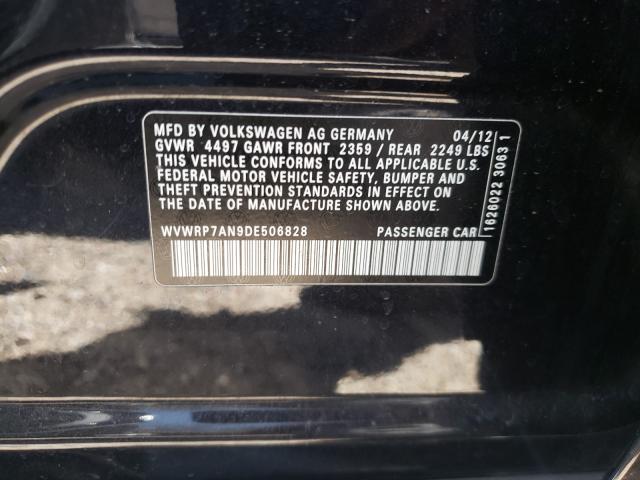 MFD BY VOLKSWAGEN AG GERMANY 04/12
GVWR 4497 GAWR FRONT 2359 / REAR 2249 LBS
THIS VEHICLE CONFORMS TO ALL APPLICABLE U.S.
FEDERAL MOTOR VEHICLE SAFETY, BUMPER AND
THEFT PREVENTION STANDARDS IN EFFECT ON
THE DATE OF MANUFACTURE SHOWN ABOVE.
WVWRP7AN9DE506828 PASSENGER CAR
1626022 3063 1